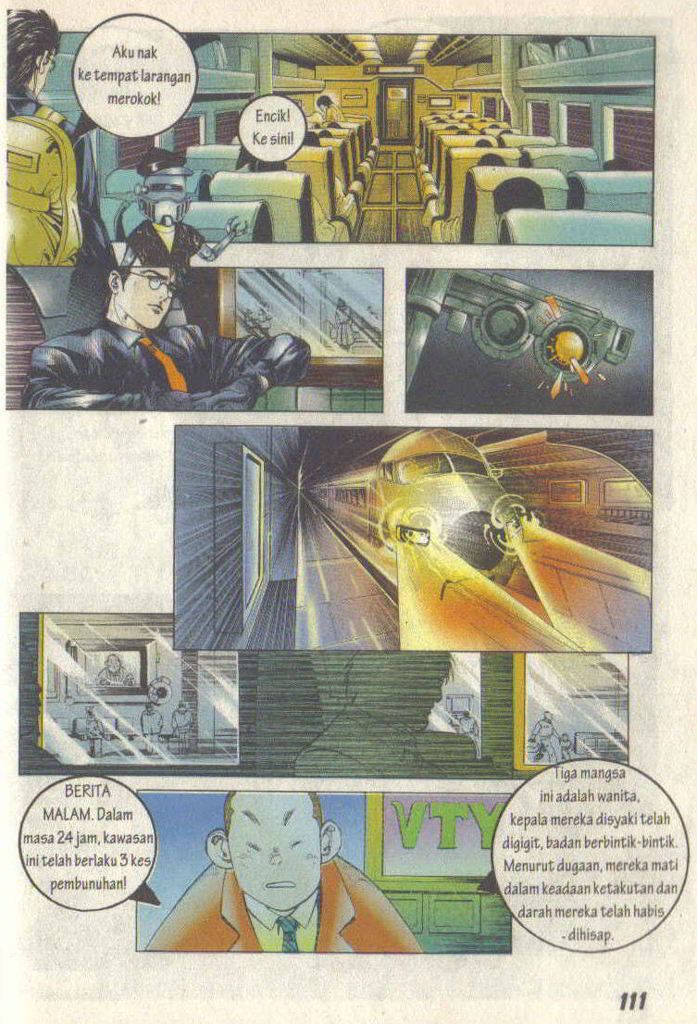 Aku nak
ke tempat larangan
merokok!
Encik!
Ke sini!
BERITA
MALAM. Dalam
masa 24 jam, kawasan
ini telah berlaku 3 kes
pembunuhan!
VTY
Tiga mangsa
ini adalah wanita,
kepala mereka disyaki telah
digigit, badan berbintik-bintik.
Menurut dugaan, mereka mati
dalam keadaan ketakutan dan
darah mereka telah habis
dihisap.
111